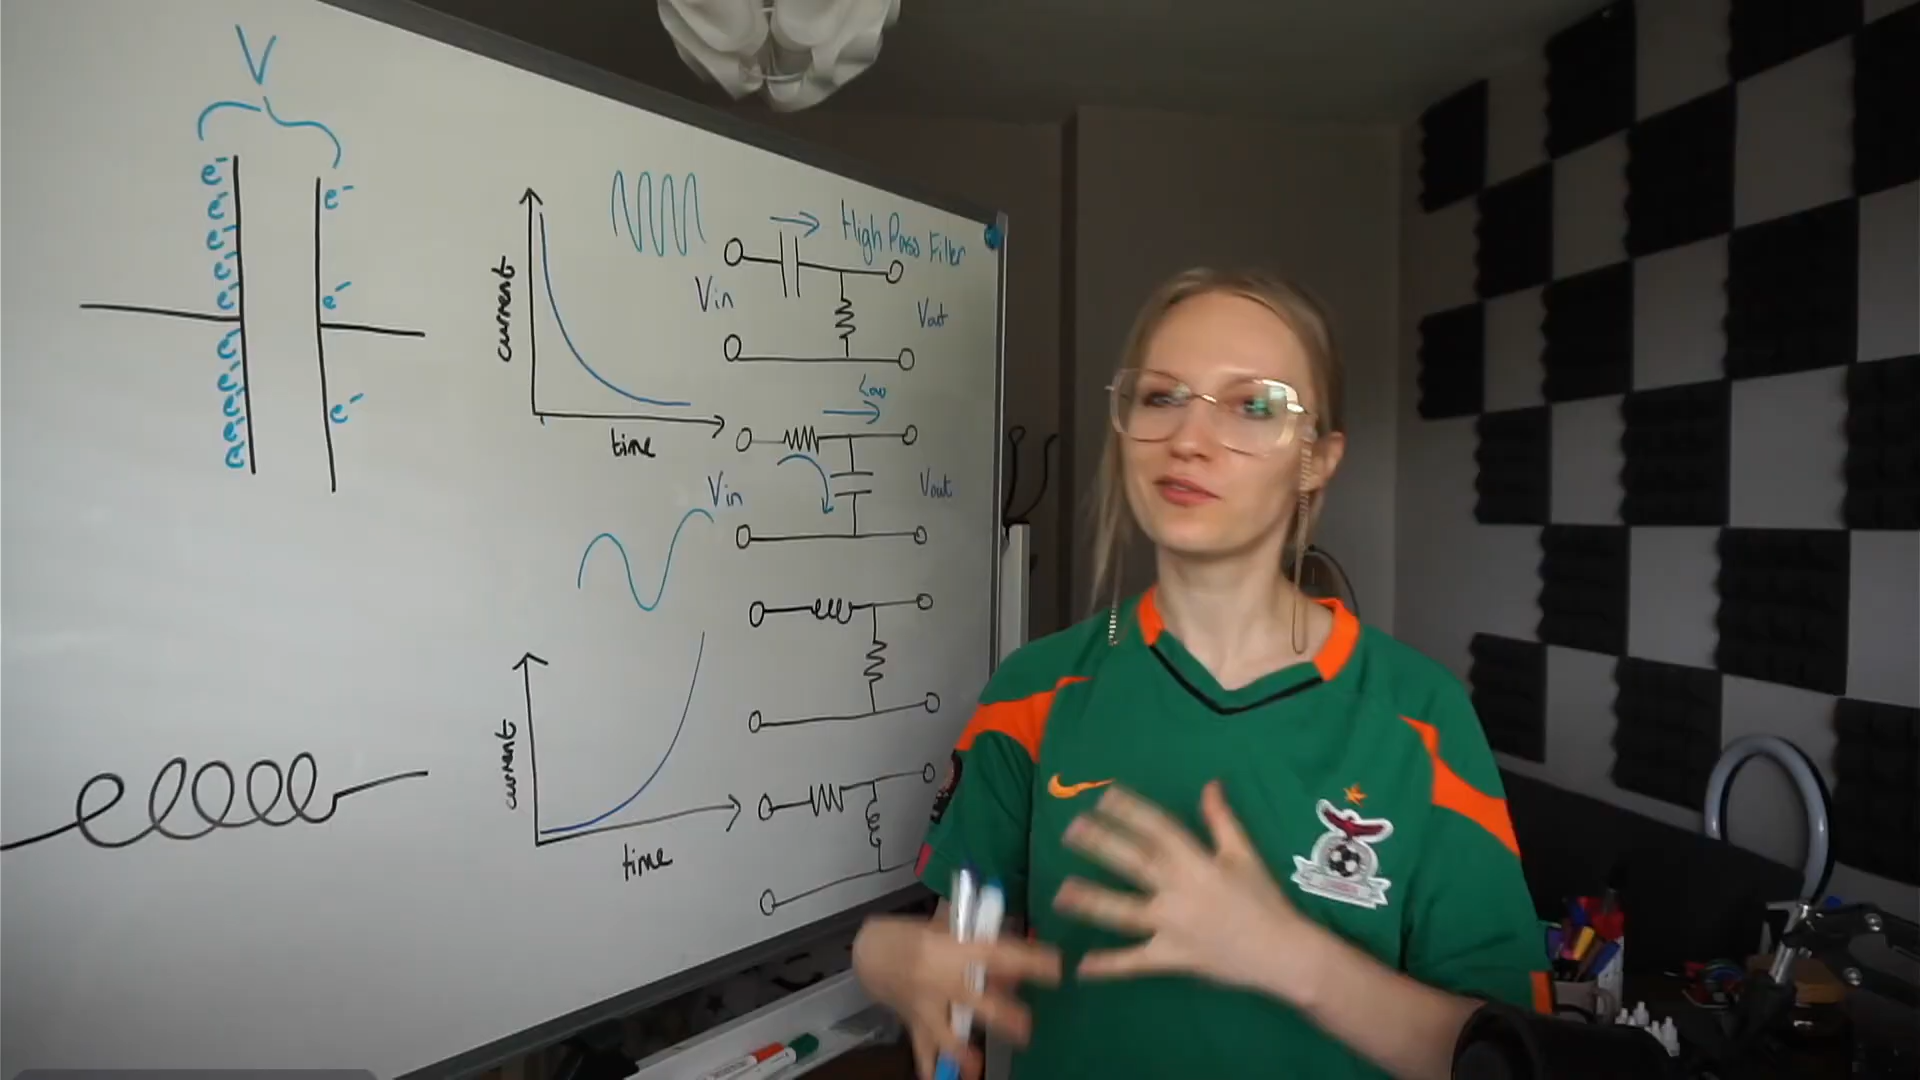 V
e- e- e- e- e- e- e- e- e-
e-
e-
e-
current
time
High Pass Filter
Vin
Vout
Low
Vin
Vout
current
time